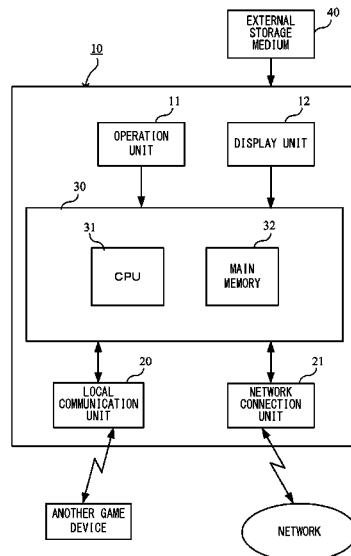 EXTERNAL
STORAGE
MEDIUM
40
10
11
12
OPERATION
UNIT
DISPLAY UNIT
30
31
32
CPU
MAIN
MEMORY
20
21
LOCAL
COMMUNICATION
UNIT
NETWORK
CONNECTION
UNIT
ANOTHER GAME
DEVICE
NETWORK